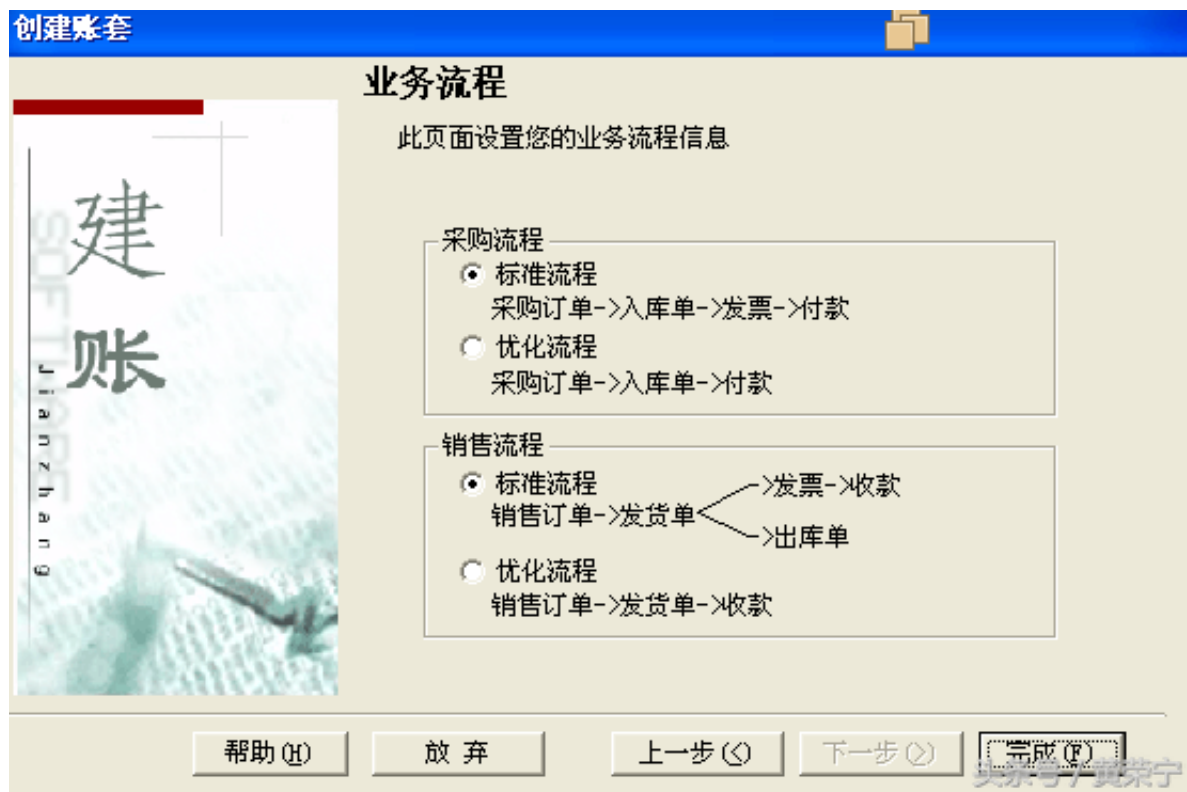 创建账套
业务流程
此页面设置您的业务流程信息
建账
SOFTWARE
Jianzhang
采购流程
标准流程
采购订单->入库单->发票->付款
优化流程
采购订单->入库单->付款
销售流程
标准流程
->发票->收款
销售订单->发货单
->出库单
优化流程
销售订单->发货单->收款
帮助(H)
放 弃
上一步(<)
下一步(>)
完成(F)
头条号 / 黄荣宁